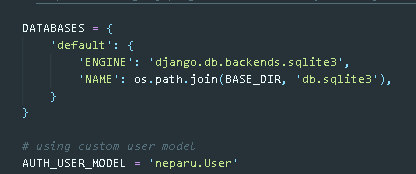 DATABASES = {
    'default': {
        'ENGINE': 'django.db.backends.sqlite3',
        'NAME': os.path.join(BASE_DIR, 'db.sqlite3'),
    }
}
# using custom user model
AUTH_USER_MODEL = 'neparu.User'